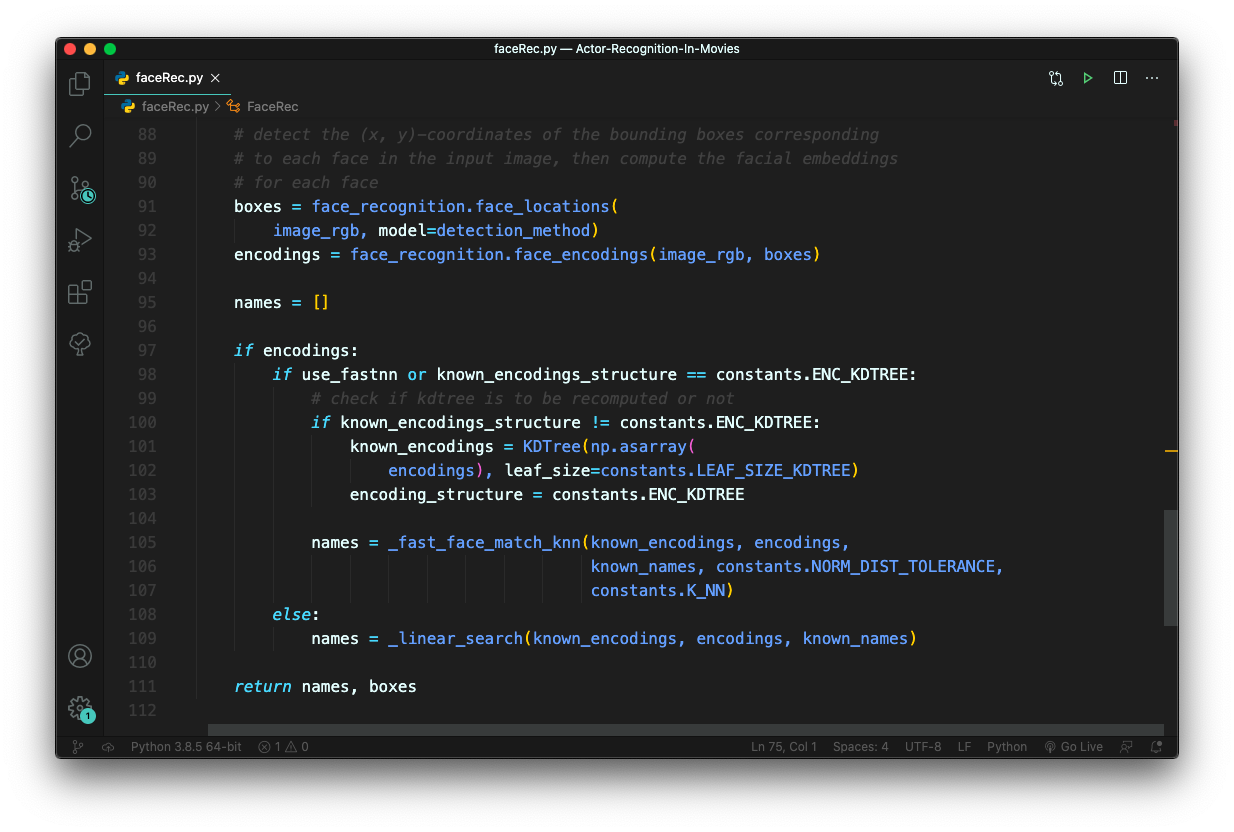 faceRec.py — Actor-Recognition-In-Movies
faceRec.py
faceRec.py > FaceRec
88 # detect the (x, y)-coordinates of the bounding boxes corresponding
89 # to each face in the input image, then compute the facial embeddings
90 # for each face
91 boxes = face_recognition.face_locations(
92 image_rgb, model=detection_method)
93 encodings = face_recognition.face_encodings(image_rgb, boxes)
94
95 names = []
96
97 if encodings:
98 if use_fastnn or known_encodings_structure == constants.ENC_KDTREE:
99 # check if kdtree is to be recomputed or not
100 if known_encodings_structure != constants.ENC_KDTREE:
101 known_encodings = KDTree(np.asarray(
102 encodings), leaf_size=constants.LEAF_SIZE_KDTREE)
103 encoding_structure = constants.ENC_KDTREE
104
105 names = _fast_face_match_knn(known_encodings, encodings,
106 known_names, constants.NORM_DIST_TOLERANCE,
107 constants.K_NN)
108 else:
109 names = _linear_search(known_encodings, encodings, known_names)
110
111 return names, boxes
112
1
Python 3.8.5 64-bit 1 0 Ln 75, Col 1 Spaces: 4 UTF-8 LF Python Go Live